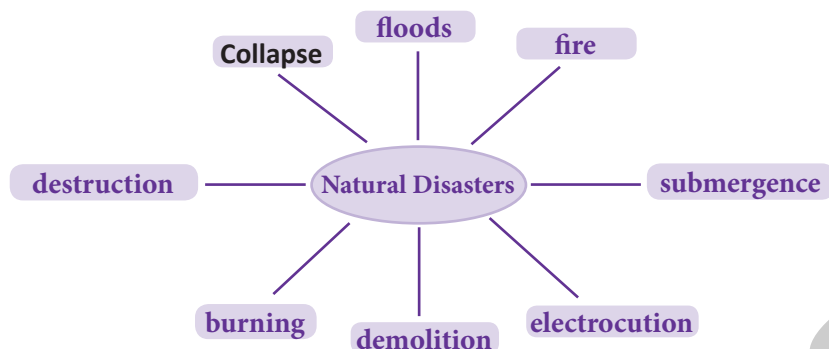 floods
fire
Collapse
Natural Disasters
destruction
submergence
burning
demolition
electrocution